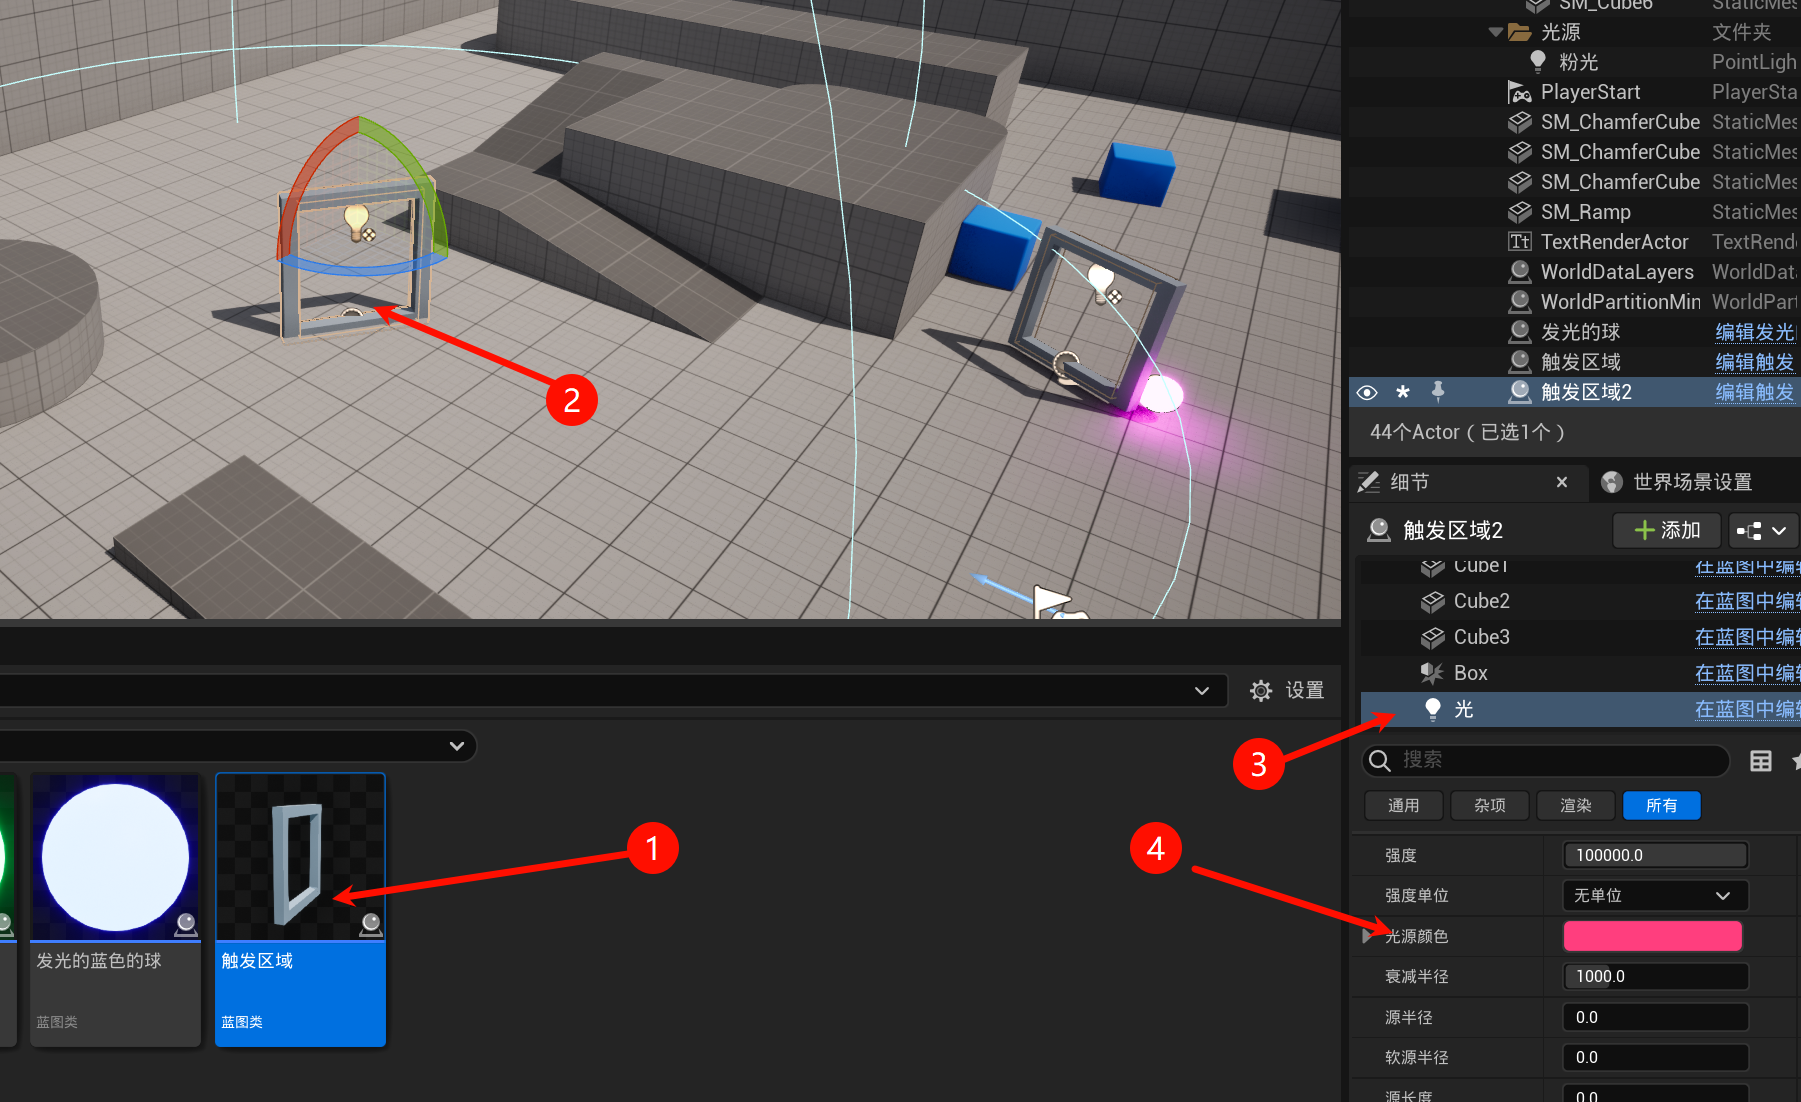 SM_Cube6
StaticMes
光源
文件夹
粉光
PointLigh
PlayerStart
PlayerSta
SM_ChamferCube
StaticMes
SM_ChamferCube
StaticMes
SM_ChamferCube
StaticMes
SM_Ramp
StaticMes
Tt
TextRenderActor
TextRend
WorldDataLayers
WorldDat
WorldPartitionMin
WorldPart
发光的球
编辑发光
触发区域
编辑触发
触发区域2
编辑触发
44个Actor（已选1个）
细节
世界场景设置
触发区域2
添加
Cube1
在蓝图中编辑
Cube2
在蓝图中编辑
Cube3
在蓝图中编辑
Box
在蓝图中编辑
光
在蓝图中编辑
搜索
通用
杂项
渲染
所有
强度
100000.0
强度单位
无单位
光源颜色
衰减半径
1000.0
源半径
0.0
软源半径
0.0
源长度
0.0
设置
发光的蓝色的球
蓝图类
触发区域
蓝图类
1
2
3
4